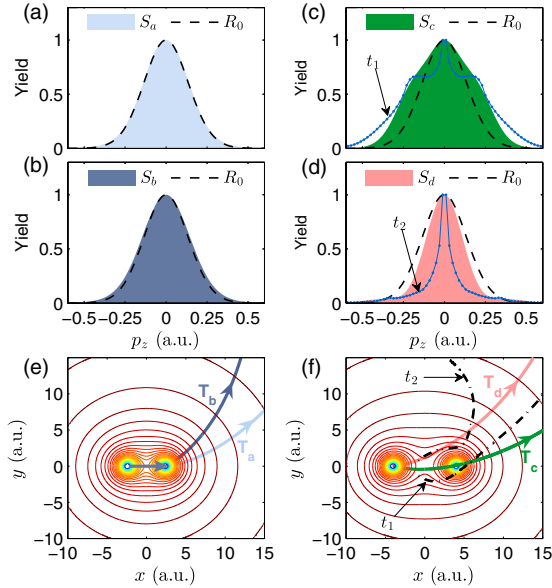 (a) S_a R_0
Yield
1
0.5
0
t_1
(c) S_c R_0
Yield
1
0.5
0
(b) S_b R_0
Yield
1
0.5
0
−0.5 −0.25 0 0.25 0.5
p_z (a.u.)
(d) S_d R_0
t_2
Yield
1
0.5
0
−0.5 −0.25 0 0.25 0.5
p_z (a.u.)
(e)
T_b
T_a
y (a.u.)
10
5
0
−5
−10
−10 −5 0 5 10 15
x (a.u.)
(f)
t_2
T_d
T_c
t_1
y (a.u.)
10
5
0
−5
−10
−10 −5 0 5 10 15
x (a.u.)